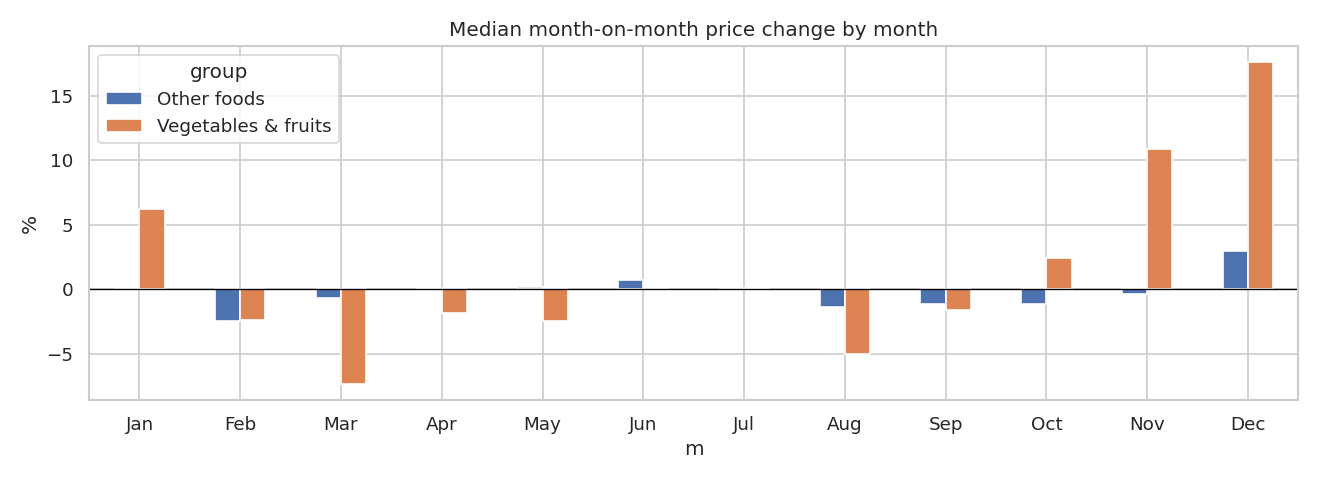 Median month-on-month price change by month
group
Other foods
Vegetables & fruits
%
15
10
5
0
−5
Jan Feb Mar Apr May Jun Jul Aug Sep Oct Nov Dec
m